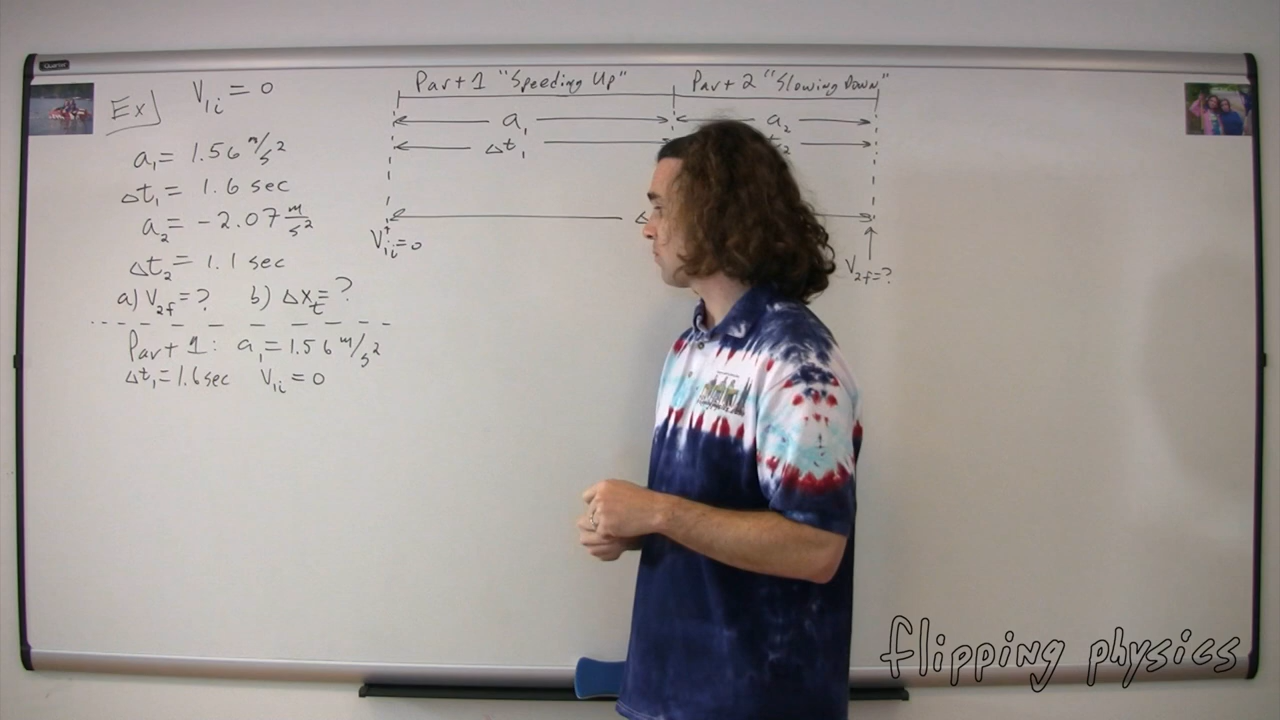 Quartet
Ex] V₁ᵢ = 0
a₁ = 1.56 m/s²
Δt₁ = 1.6 sec
a₂ = -2.07 m/s²
Δt₂ = 1.1 sec
a) V₂f = ? b) Δxₜ = ?
Part 1: a₁ = 1.56 m/s²
Δt₁ = 1.6 sec V₁ᵢ = 0
Part 1 "Speeding Up" Part 2 "Slowing Down"
a₁ a₂
Δt₁ t₂
Δ
V₁ᵢ = 0
V₂f = ?
flipping physics